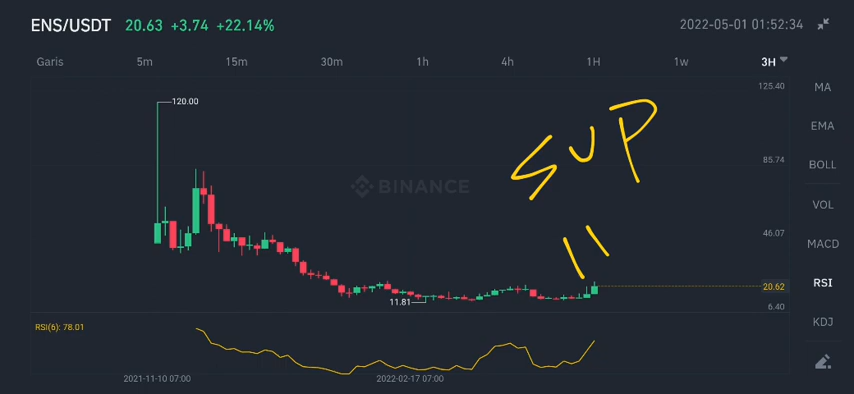 ENS/USDT 20.63 +3.74 +22.14% 2022-05-01 01:52:34
Garis 5m 15m 30m 1h 4h 1H 1w 3H
125.40
MA
120.00
EMA
SUP
85.74
BOLL
BINANCE
VOL
46.07
MACD
20.62
RSI
11.81
6.40
KDJ
RSI(6): 78.01
2021-11-10 07:00 2022-02-17 07:00